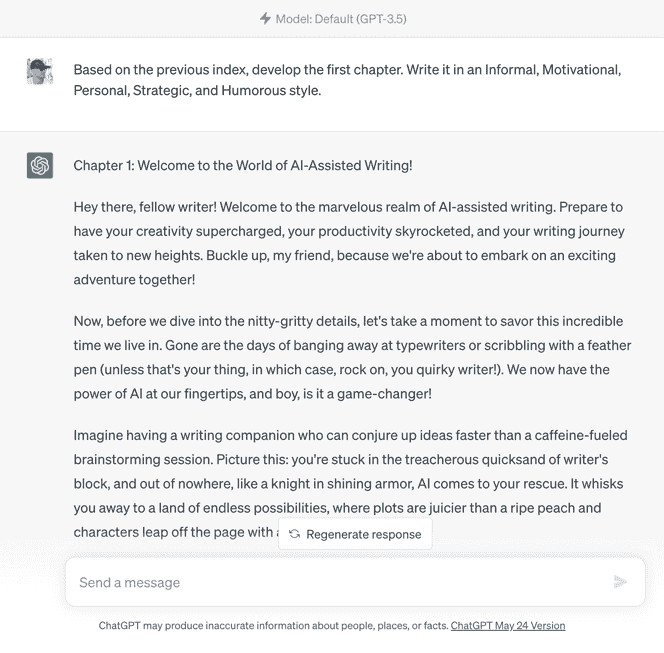 Model: Default (GPT-3.5)
Based on the previous index, develop the first chapter. Write it in an Informal, Motivational,
Personal, Strategic, and Humorous style.
Chapter 1: Welcome to the World of AI-Assisted Writing!
Hey there, fellow writer! Welcome to the marvelous realm of AI-assisted writing. Prepare to
have your creativity supercharged, your productivity skyrocketed, and your writing journey
taken to new heights. Buckle up, my friend, because we're about to embark on an exciting
adventure together!
Now, before we dive into the nitty-gritty details, let's take a moment to savor this incredible
time we live in. Gone are the days of banging away at typewriters or scribbling with a feather
pen (unless that's your thing, in which case, rock on, you quirky writer!). We now have the
power of AI at our fingertips, and boy, is it a game-changer!
Imagine having a writing companion who can conjure up ideas faster than a caffeine-fueled
brainstorming session. Picture this: you're stuck in the treacherous quicksand of writer's
block, and out of nowhere, like a knight in shining armor, AI comes to your rescue. It whisks
you away to a land of endless possibilities, where plots are juicier than a ripe peach and
characters leap off the page with
Regenerate response
Send a message
ChatGPT may produce inaccurate information about people, places, or facts. ChatGPT May 24 Version